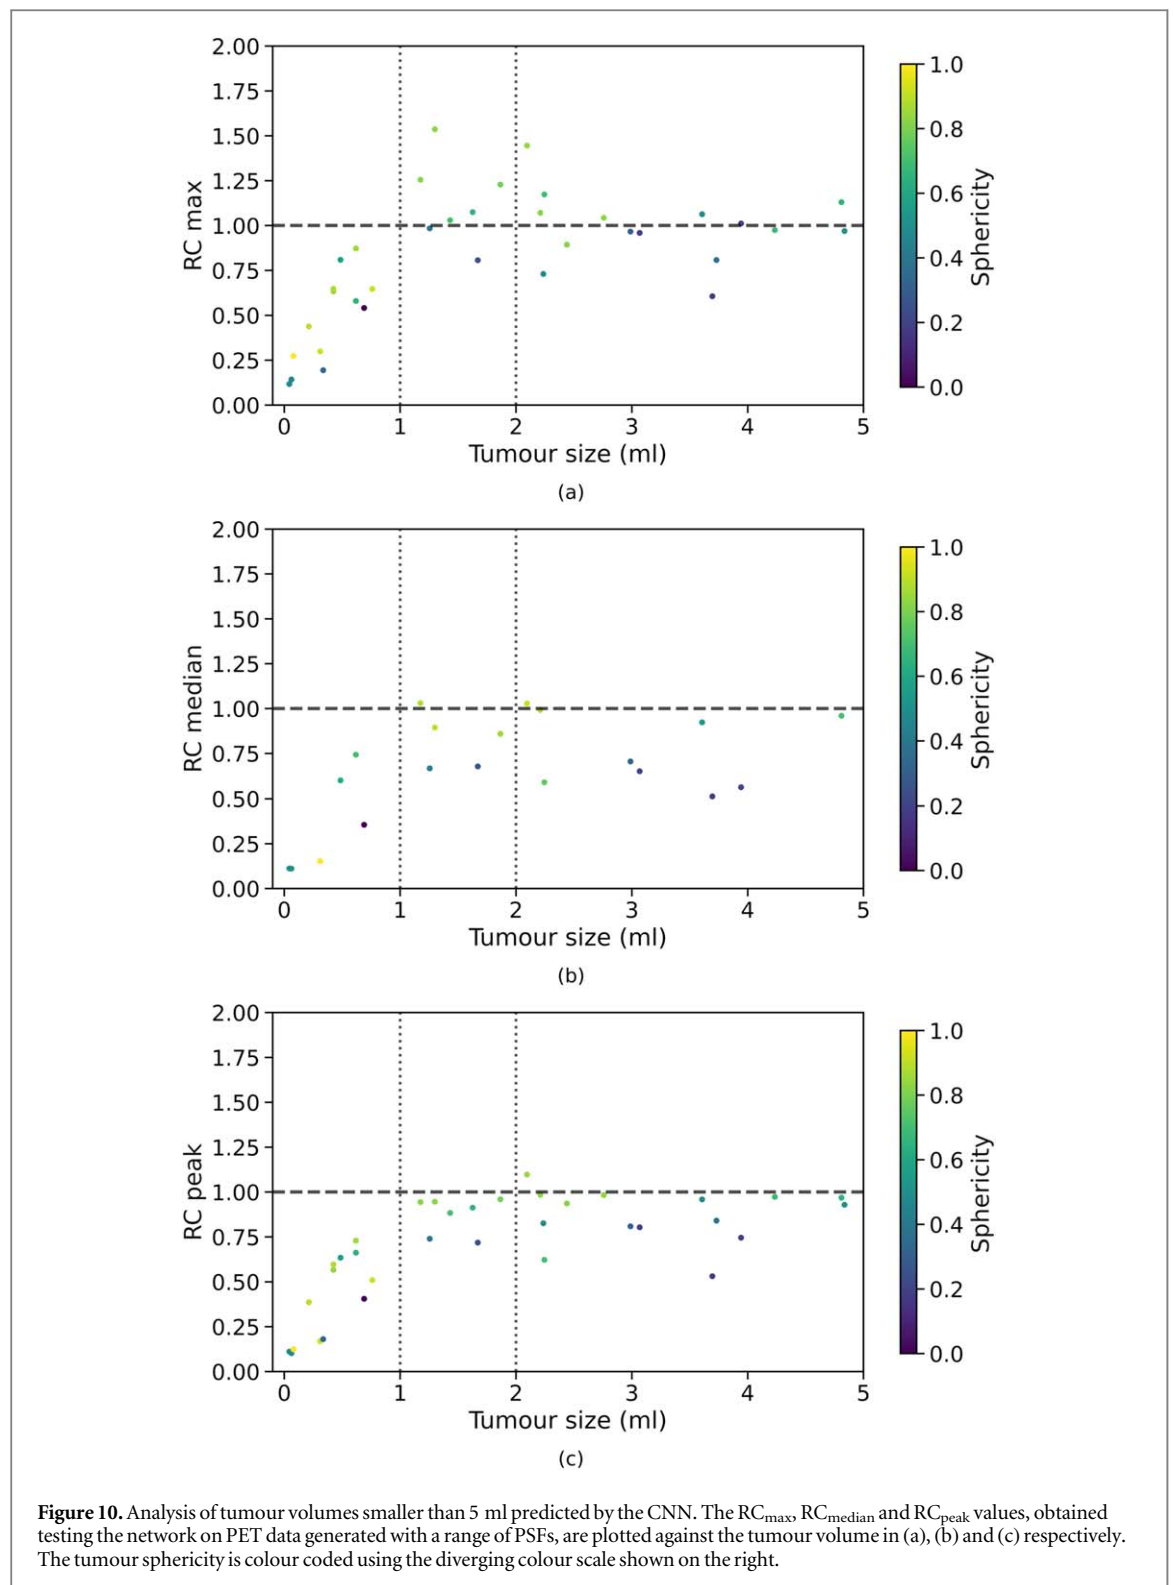 2.00
1.75
1.50
1.25
1.00
0.75
0.50
0.25
0.00
RC max
0 1 2 3 4 5
Tumour size (ml)
1.0
0.8
0.6
0.4
0.2
0.0
Sphericity
(a)
2.00
1.75
1.50
1.25
1.00
0.75
0.50
0.25
0.00
RC median
0 1 2 3 4 5
Tumour size (ml)
1.0
0.8
0.6
0.4
0.2
0.0
Sphericity
(b)
2.00
1.75
1.50
1.25
1.00
0.75
0.50
0.25
0.00
RC peak
0 1 2 3 4 5
Tumour size (ml)
1.0
0.8
0.6
0.4
0.2
0.0
Sphericity
(c)
Figure 10. Analysis of tumour volumes smaller than 5 ml predicted by the CNN. The RCmax, RCmedian and RCpeak values, obtained
testing the network on PET data generated with a range of PSFs, are plotted against the tumour volume in (a), (b) and (c) respectively.
The tumour sphericity is colour coded using the diverging colour scale shown on the right.